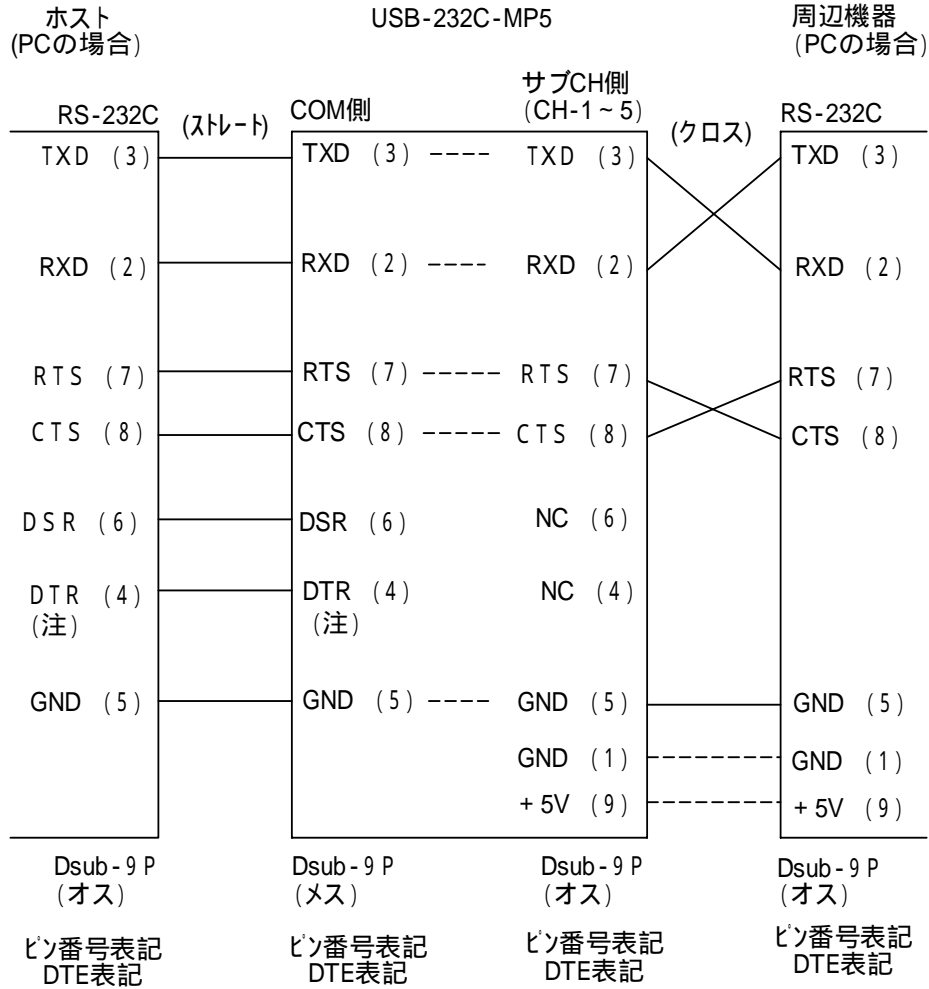 ホスト
(PCの場合)
USB-232C-MP5
周辺機器
(PCの場合)
RS-232C
(ｽﾄﾚｰﾄ)
COM側
サブCH側
(CH-1～5)
(クロス)
RS-232C
TXD (3)
TXD (3) ----
TXD (3)
TXD (3)
RXD (2)
RXD (2) ----
RXD (2)
RXD (2)
RTS (7)
RTS (7) -----
RTS (7)
RTS (7)
CTS (8)
CTS (8) -----
CTS (8)
CTS (8)
DSR (6)
DSR (6)
NC (6)
DTR (4)
(注)
DTR (4)
(注)
NC (4)
GND (5)
GND (5) ----
GND (5)
GND (5)
GND (1)
GND (1)
+5V (9)
+5V (9)
Dsub-9P
(オス)
Dsub-9P
(メス)
Dsub-9P
(オス)
Dsub-9P
(オス)
ﾋﾟﾝ番号表記
DTE表記
ﾋﾟﾝ番号表記
DTE表記
ﾋﾟﾝ番号表記
DTE表記
ﾋﾟﾝ番号表記
DTE表記